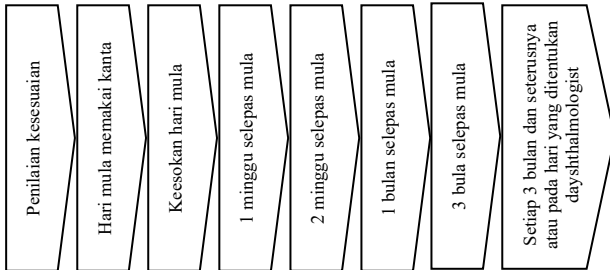 Penilaian kesesuaian
Hari mula memakai kanta
Keesokan hari mula
1 minggu selepas mula
2 minggu selepas mula
1 bulan selepas mula
3 bula selepas mula
Setiap 3 bulan dan seterusnya
atau pada hari yang ditentukan
dayshthalmologist